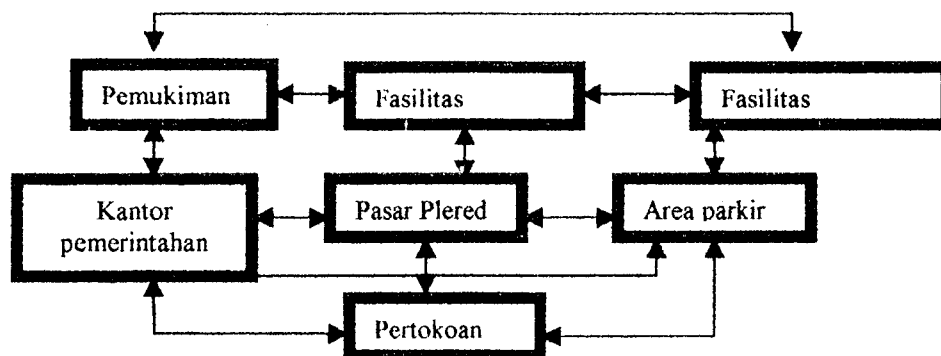 Pemukiman
Fasilitas
Fasilitas
Kantor
pemerintahan
Pasar Plered
Area parkir
Pertokoan